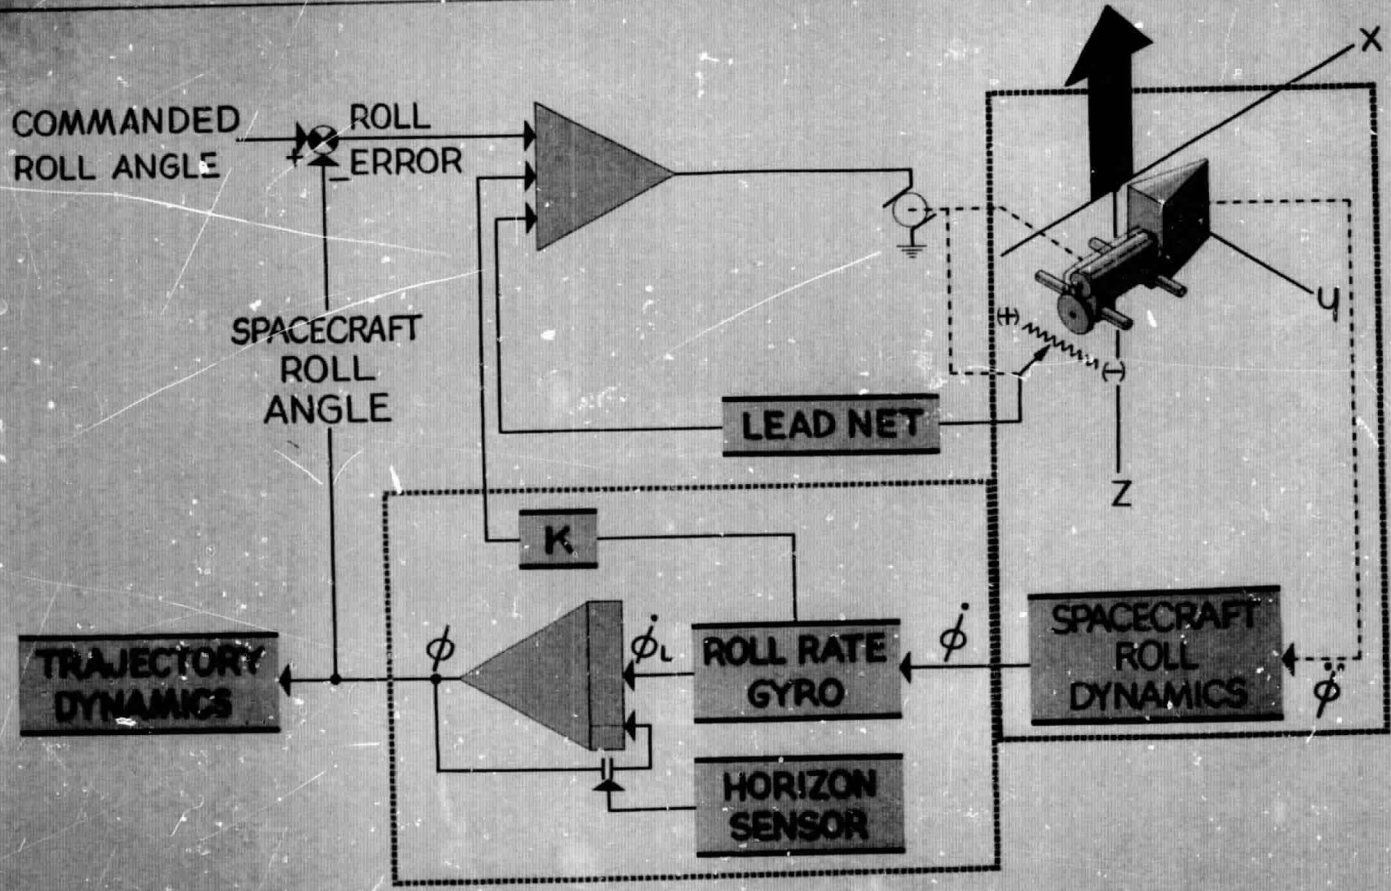 X
COMMANDED
ROLL ANGLE
ROLL
ERROR
+
-
SPACECRAFT
ROLL
ANGLE
y
(+)
(-)
LEAD NET
Z
K
TRAJECTORY
DYNAMICS
ϕ
ϕ̇L
ROLL RATE
GYRO
ϕ̇
SPACECRAFT
ROLL
DYNAMICS
ϕ̈
HORIZON
SENSOR